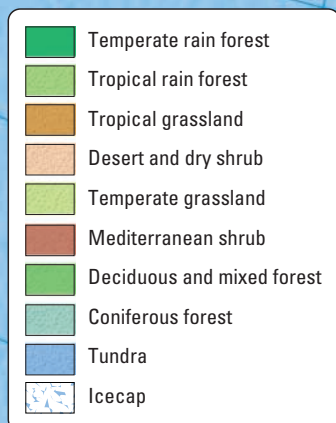 Temperate rain forest
Tropical rain forest
Tropical grassland
Desert and dry shrub
Temperate grassland
Mediterranean shrub
Deciduous and mixed forest
Coniferous forest
Tundra
Icecap